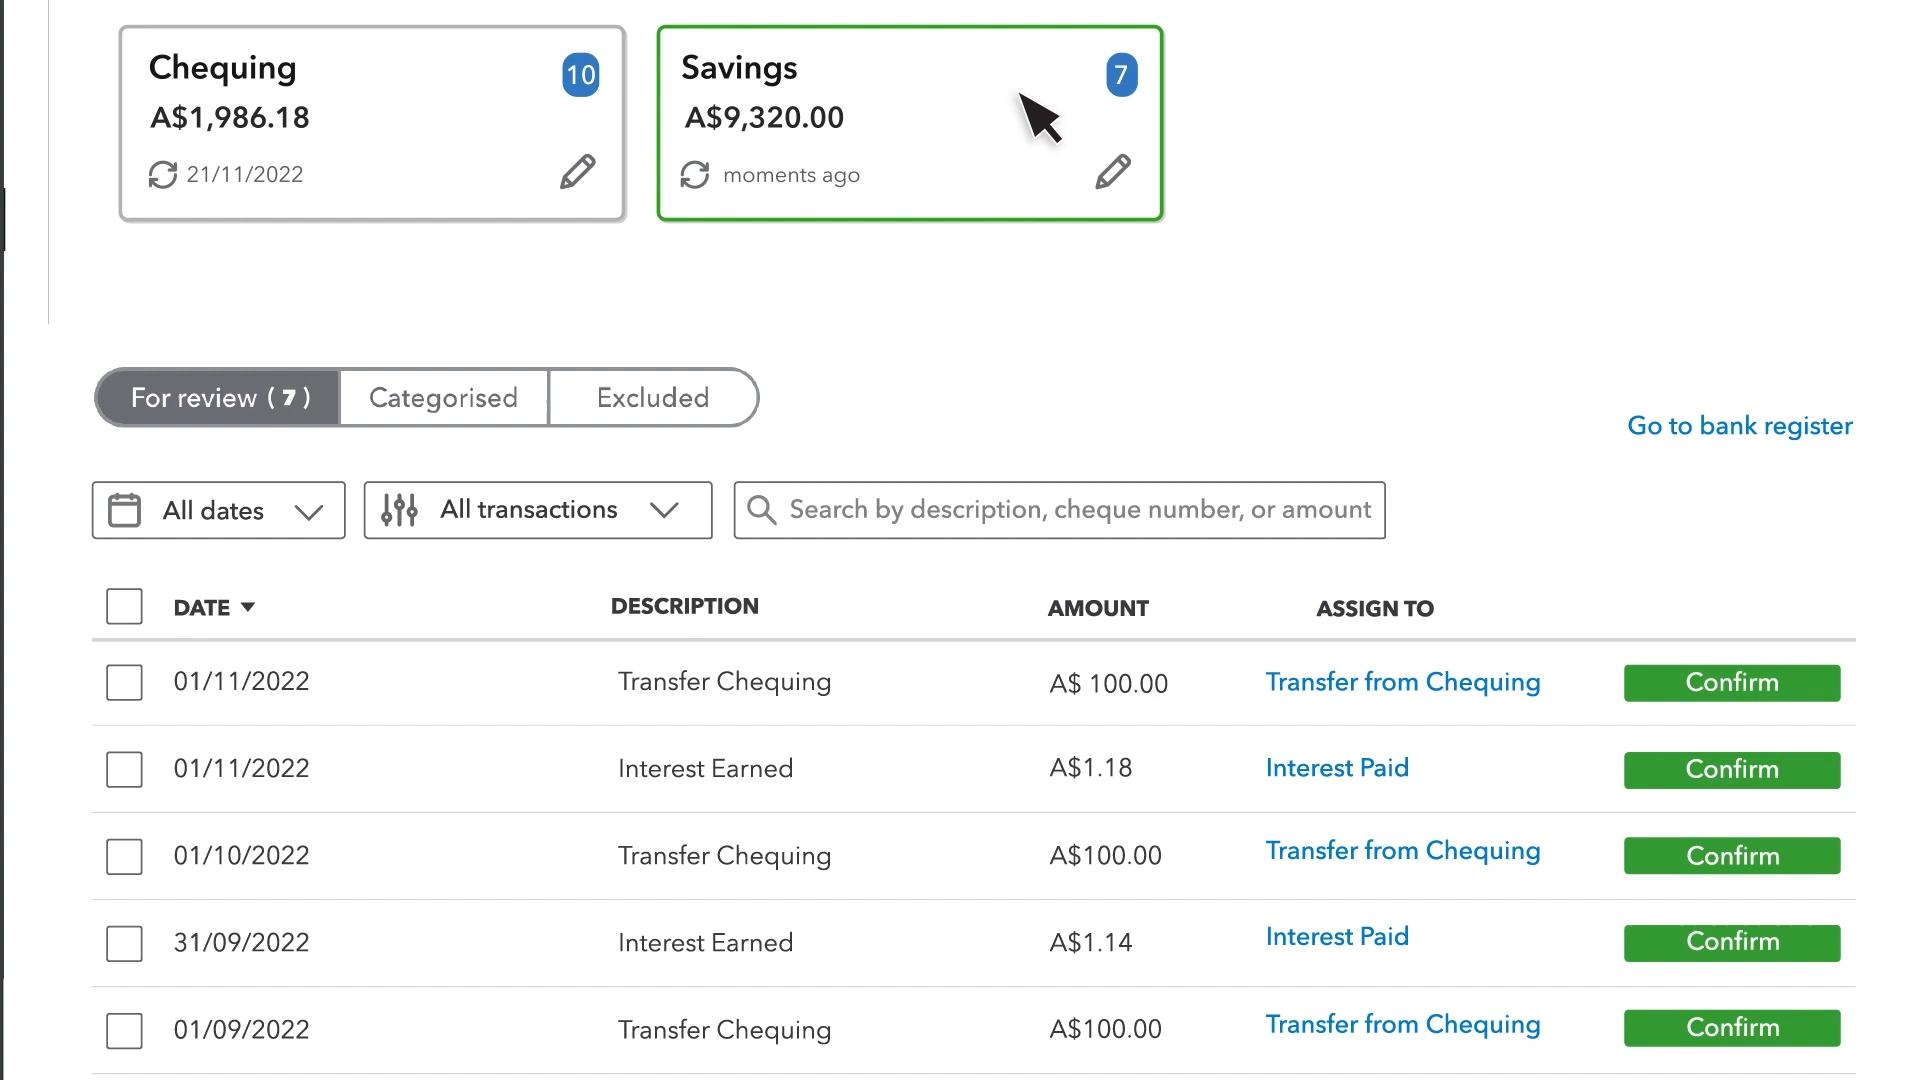 Chequing
10
A$1,986.18
21/11/2022
Savings
7
A$9,320.00
moments ago
For review ( 7 )
Categorised
Excluded
Go to bank register
All dates
All transactions
Search by description, cheque number, or amount
DATE DESCRIPTION AMOUNT ASSIGN TO
01/11/2022 Transfer Chequing A$ 100.00 Transfer from Chequing Confirm
01/11/2022 Interest Earned A$1.18 Interest Paid Confirm
01/10/2022 Transfer Chequing A$100.00 Transfer from Chequing Confirm
31/09/2022 Interest Earned A$1.14 Interest Paid Confirm
01/09/2022 Transfer Chequing A$100.00 Transfer from Chequing Confirm